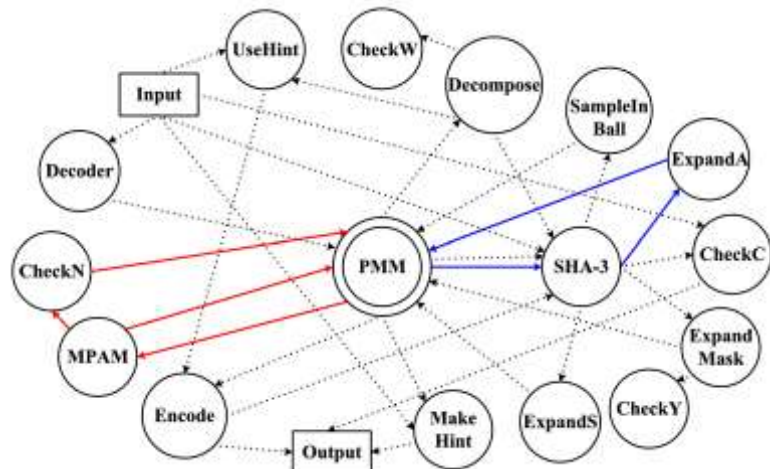 UseHint
CheckW
Decompose
Input
SampleIn
Ball
ExpandA
Decoder
CheckN
PMM
SHA-3
CheckC
MPAM
Expand
Mask
Encode
Make
Hint
ExpandS
CheckY
Output